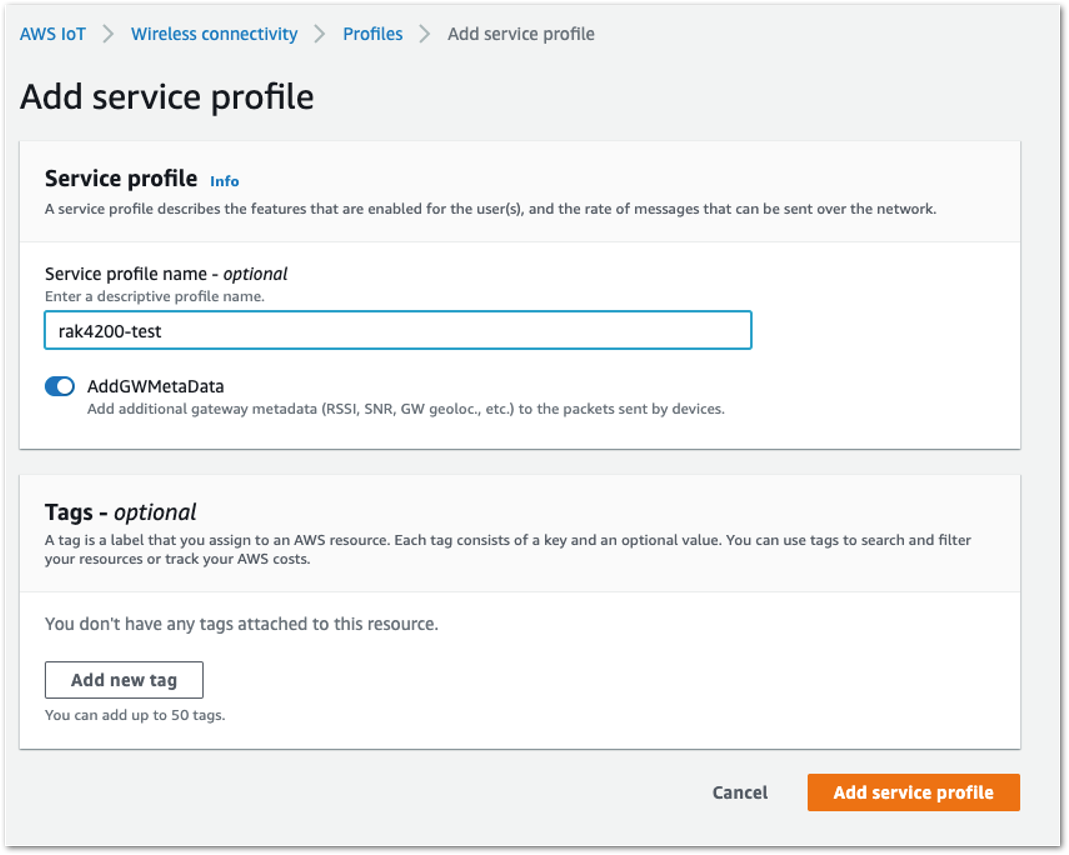 AWS IoT > Wireless connectivity > Profiles > Add service profile
Add service profile
Service profile Info
A service profile describes the features that are enabled for the user(s), and the rate of messages that can be sent over the network.
Service profile name - optional
Enter a descriptive profile name.
rak4200-test
AddGWMetaData
Add additional gateway metadata (RSSI, SNR, GW geoloc., etc.) to the packets sent by devices.
Tags - optional
A tag is a label that you assign to an AWS resource. Each tag consists of a key and an optional value. You can use tags to search and filter
your resources or track your AWS costs.
You don't have any tags attached to this resource.
Add new tag
You can add up to 50 tags.
Cancel Add service profile